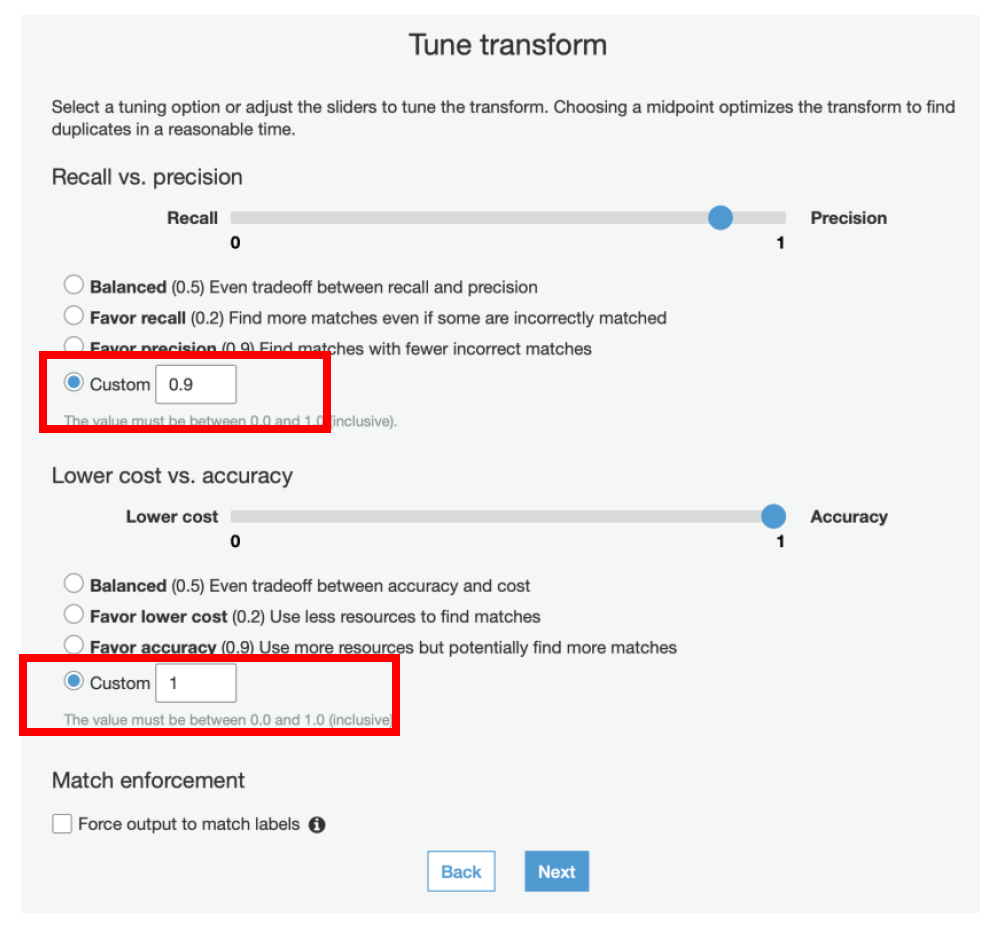 Tune transform
Select a tuning option or adjust the sliders to tune the transform. Choosing a midpoint optimizes the transform to find
duplicates in a reasonable time.
Recall vs. precision
Recall Precision
0 1
Balanced (0.5) Even tradeoff between recall and precision
Favor recall (0.2) Find more matches even if some are incorrectly matched
Favor precision (0.9) Find matches with fewer incorrect matches
Custom 0.9
The value must be between 0.0 and 1.0 (inclusive).
Lower cost vs. accuracy
Lower cost Accuracy
0 1
Balanced (0.5) Even tradeoff between accuracy and cost
Favor lower cost (0.2) Use less resources to find matches
Favor accuracy (0.9) Use more resources but potentially find more matches
Custom 1
The value must be between 0.0 and 1.0 (inclusive)
Match enforcement
Force output to match labels
Back Next